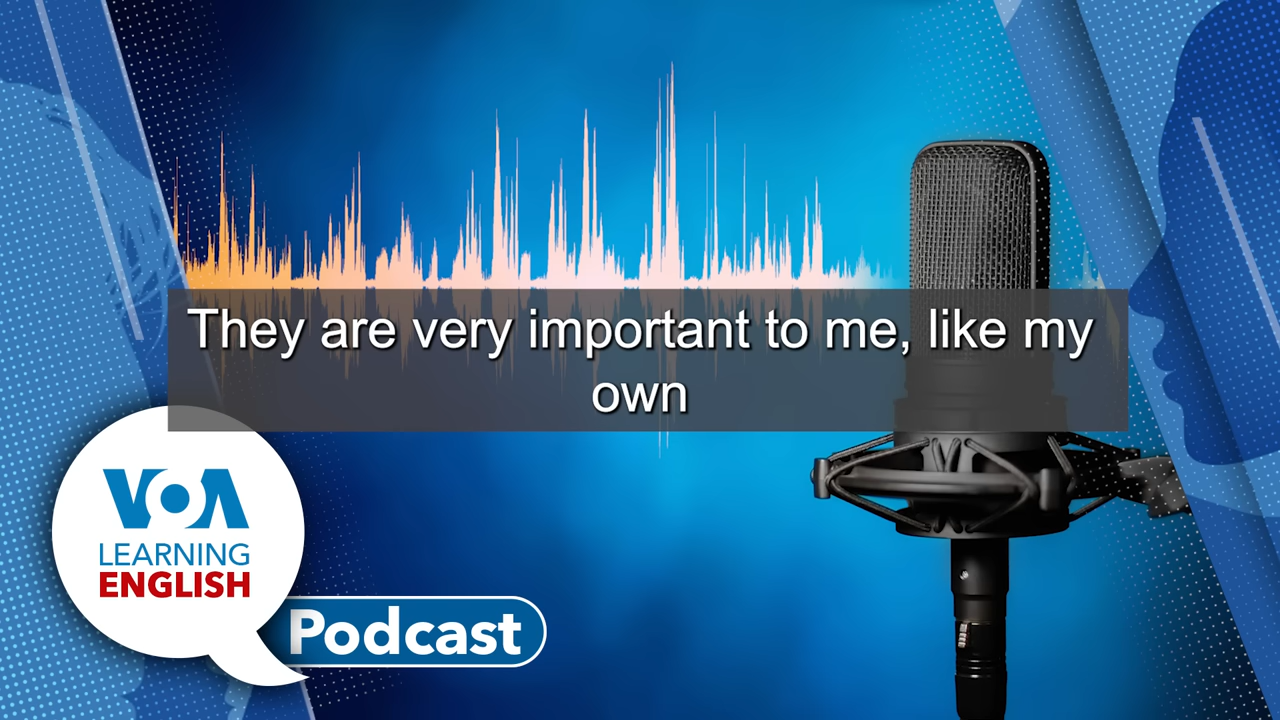 They are very important to me, like my
own
VOA
LEARNING
ENGLISH
Podcast